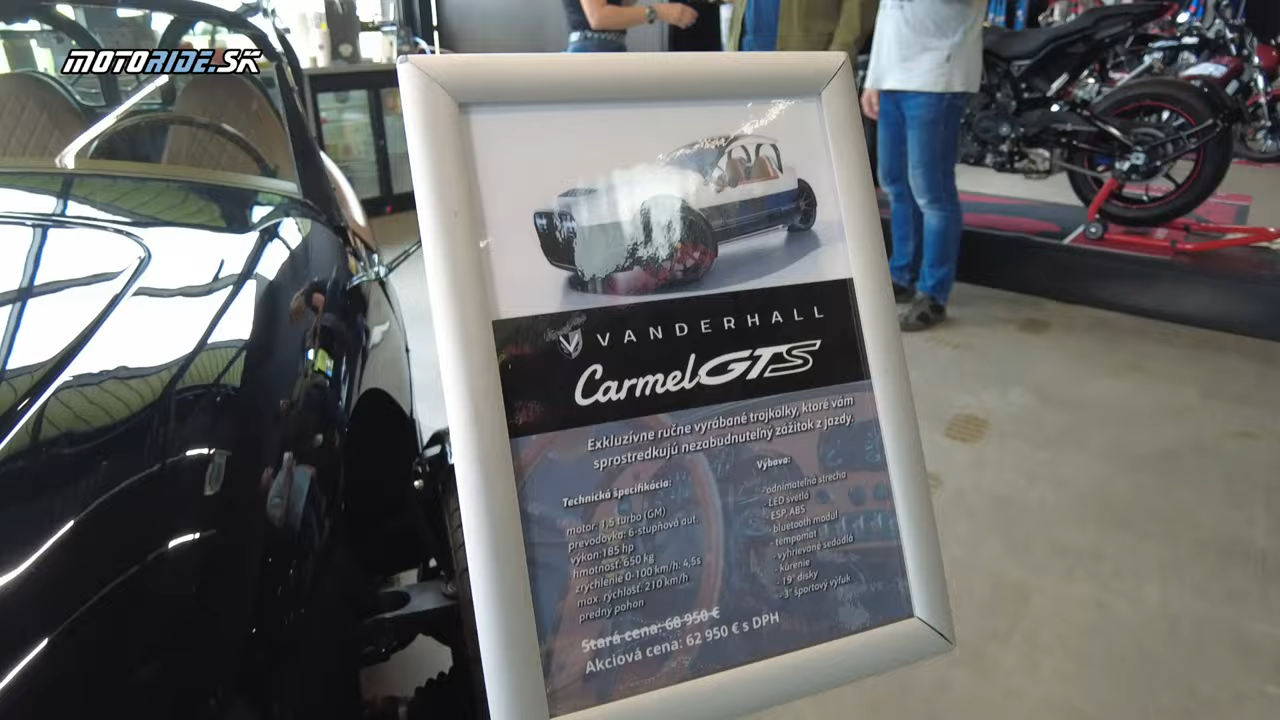 MOTORIDE.SK
VANDERHALL
Carmel GTS
Exkluzívne ručne vyrábané trojkolky, ktoré vám
sprostredkujú nezabudnuteľný zážitok z jazdy.
Technická špecifikácia:
motor: 1,5 turbo (GM)
prevodovka: 6-stupňová aut.
výkon:185 hp
hmotnosť: 650 kg
zrýchlenie 0-100 km/h: 4,5s
max. rýchlosť: 210 km/h
predný pohon
Výbava:
- odnímateľná strecha
- LED svetlá
- ESP, ABS
- bluetooth modul
- tempomat
- vyhrievané sedadlá
- kúrenie
- 19" disky
- 3" športový výfuk
Stará cena: 68 950 €
Akciová cena: 62 950 € s DPH